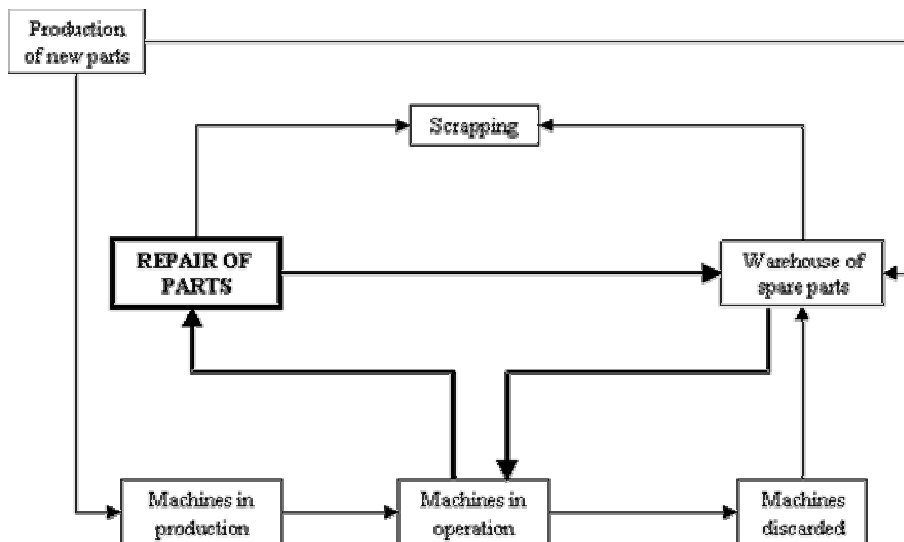 Production
of new parts
Scrapping
REPAIR OF
PARTS
Warehouse of
spare parts
Machines in
production
Machines in
operation
Machines
discarded